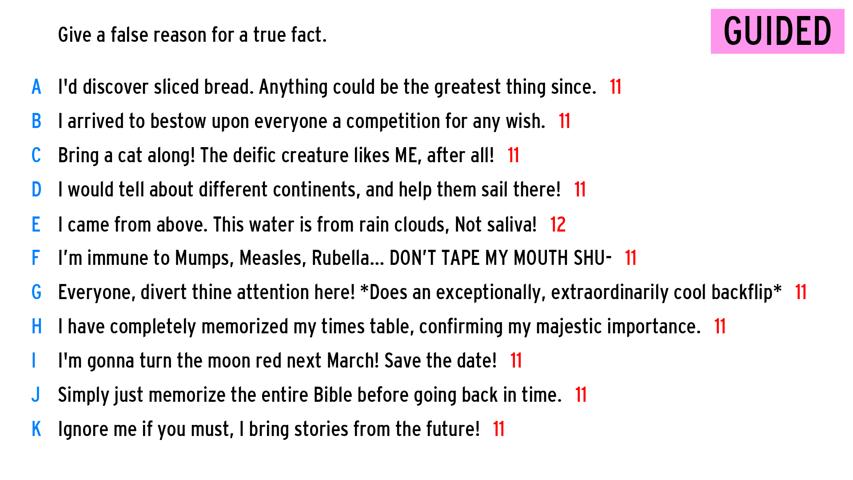 Give a false reason for a true fact.
GUIDED
A I'd discover sliced bread. Anything could be the greatest thing since. 11
B I arrived to bestow upon everyone a competition for any wish. 11
C Bring a cat along! The deific creature likes ME, after all! 11
D I would tell about different continents, and help them sail there! 11
E I came from above. This water is from rain clouds, Not saliva! 12
F I’m immune to Mumps, Measles, Rubella... DON’T TAPE MY MOUTH SHU- 11
G Everyone, divert thine attention here! *Does an exceptionally, extraordinarily cool backflip* 11
H I have completely memorized my times table, confirming my majestic importance. 11
I I'm gonna turn the moon red next March! Save the date! 11
J Simply just memorize the entire Bible before going back in time. 11
K Ignore me if you must, I bring stories from the future! 11